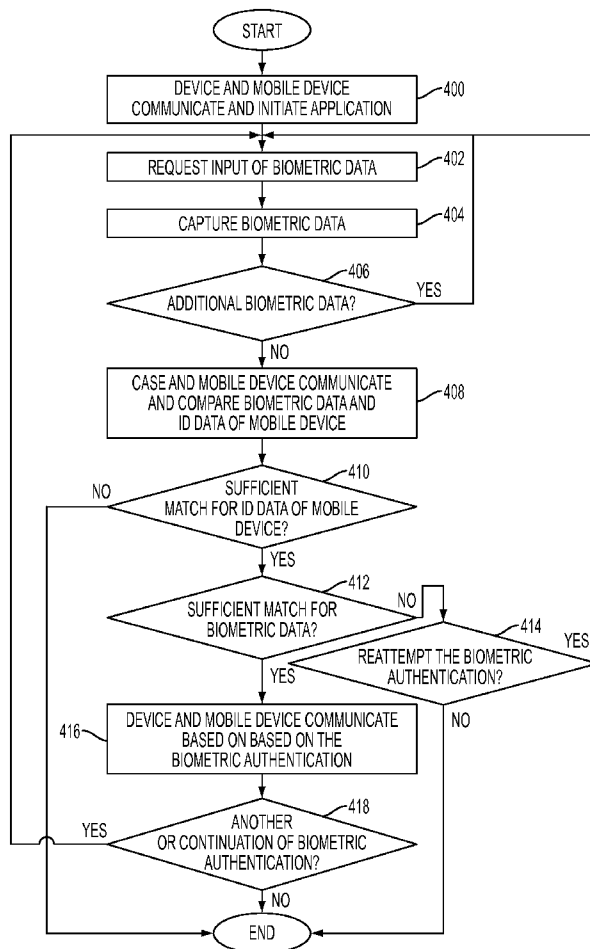 START
DEVICE AND MOBILE DEVICE
COMMUNICATE AND INITIATE APPLICATION
400
REQUEST INPUT OF BIOMETRIC DATA
402
CAPTURE BIOMETRIC DATA
404
406
ADDITIONAL BIOMETRIC DATA?
YES
NO
CASE AND MOBILE DEVICE COMMUNICATE
AND COMPARE BIOMETRIC DATA AND
ID DATA OF MOBILE DEVICE
408
410
NO
SUFFICIENT
MATCH FOR ID DATA OF MOBILE
DEVICE?
YES
412
SUFFICIENT MATCH FOR
BIOMETRIC DATA?
NO
414
YES
REATTEMPT THE BIOMETRIC
AUTHENTICATION?
YES
NO
416
DEVICE AND MOBILE DEVICE COMMUNICATE
BASED ON BASED ON THE
BIOMETRIC AUTHENTICATION
418
YES
ANOTHER
OR CONTINUATION OF BIOMETRIC
AUTHENTICATION?
NO
END